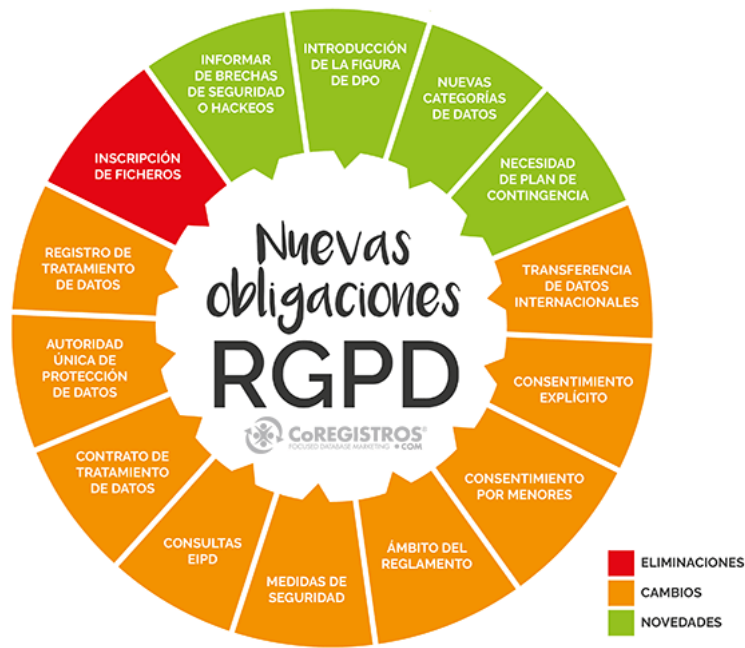 INFORMAR
DE BRECHAS
DE SEGURIDAD
O HACKEOS
INTRODUCCIÓN
DE LA FIGURA
DE DPO
NUEVAS
CATEGORÍAS
DE DATOS
NECESIDAD
DE PLAN DE
CONTINGENCIA
TRANSFERENCIA
DE DATOS
INTERNACIONALES
CONSENTIMIENTO
EXPLÍCITO
CONSENTIMIENTO
POR MENORES
ÁMBITO DEL
REGLAMENTO
MEDIDAS DE
SEGURIDAD
CONSULTAS
EIPD
CONTRATO DE
TRATAMIENTO
DE DATOS
AUTORIDAD
ÚNICA DE
PROTECCIÓN
DE DATOS
REGISTRO DE
TRATAMIENTO
DE DATOS
INSCRIPCIÓN
DE FICHEROS
Nuevas
obligaciones
RGPD
CoREGISTROS®
FOCUSED DATABASE MARKETING .COM
ELIMINACIONES
CAMBIOS
NOVEDADES